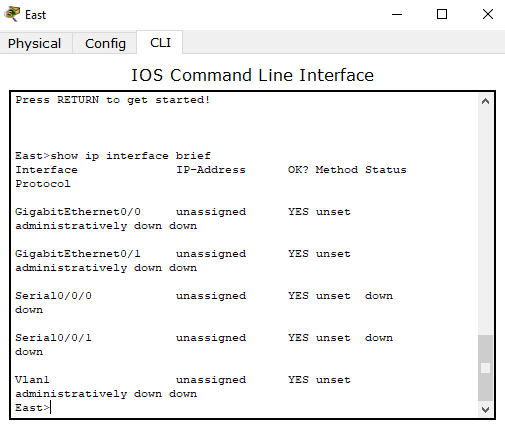 East
Physical Config CLI
IOS Command Line Interface
Press RETURN to get started!
East>show ip interface brief
Interface IP-Address OK? Method Status
Protocol
GigabitEthernet0/0 unassigned YES unset
administratively down down
GigabitEthernet0/1 unassigned YES unset
administratively down down
Serial0/0/0 unassigned YES unset down
down
Serial0/0/1 unassigned YES unset down
down
Vlan1 unassigned YES unset
administratively down down
East>